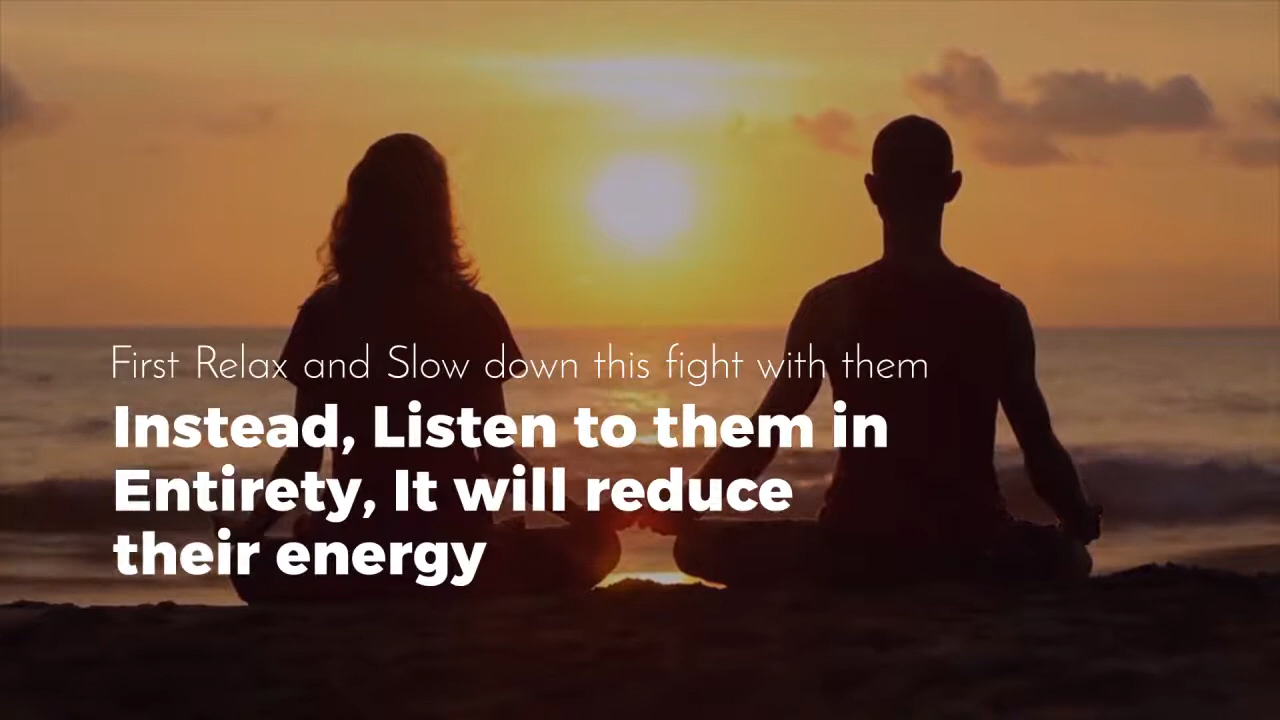 First Relax and Slow down this fight with them
Instead, Listen to them in
Entirety, It will reduce
their energy